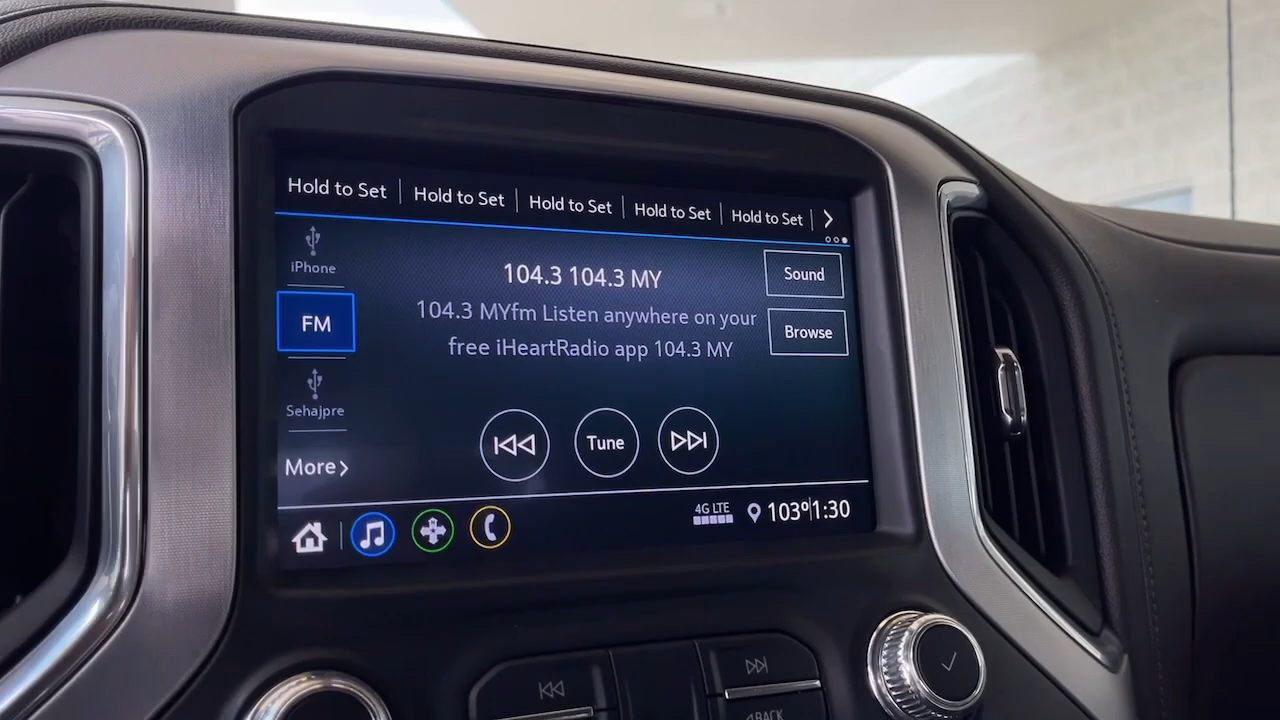 Hold to Set Hold to Set Hold to Set Hold to Set Hold to Set
iPhone
104.3 104.3 MY
Sound
FM
104.3 MYfm Listen anywhere on your
free iHeartRadio app 104.3 MY
Browse
Sehajpre
Tune
More
4G LTE
103° 1:30
BACK